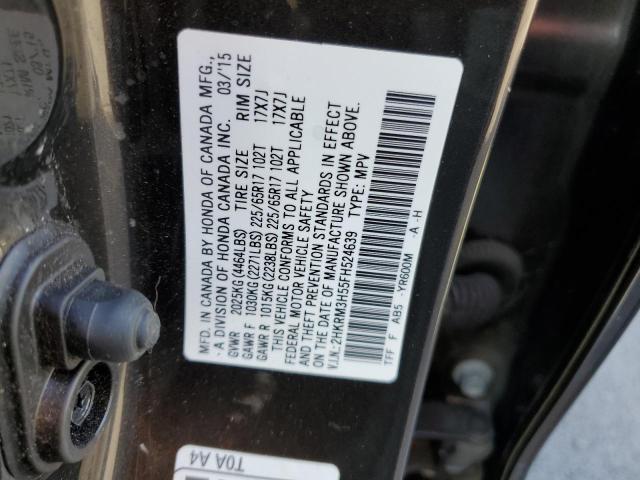 MFD. IN CANADA BY HONDA OF CANADA MFG.,
A DIVISION OF HONDA CANADA INC. 03/'15
GVWR 2025KG(4464LBS) TIRE SIZE RIM SIZE
GAWR F 1030KG(2271LBS) 225/65R17 102T 17X7J
GAWR R 1015KG(2238LBS) 225/65R17 102T 17X7J
THIS VEHICLE CONFORMS TO ALL APPLICABLE
FEDERAL MOTOR VEHICLE SAFETY
AND THEFT PREVENTION STANDARDS IN EFFECT
ON THE DATE OF MANUFACTURE SHOWN ABOVE.
V.I.N.:2HKRM3H55FH524639 TYPE: MPV
TFF F AB5 -YR600M -A -H
T0A A4